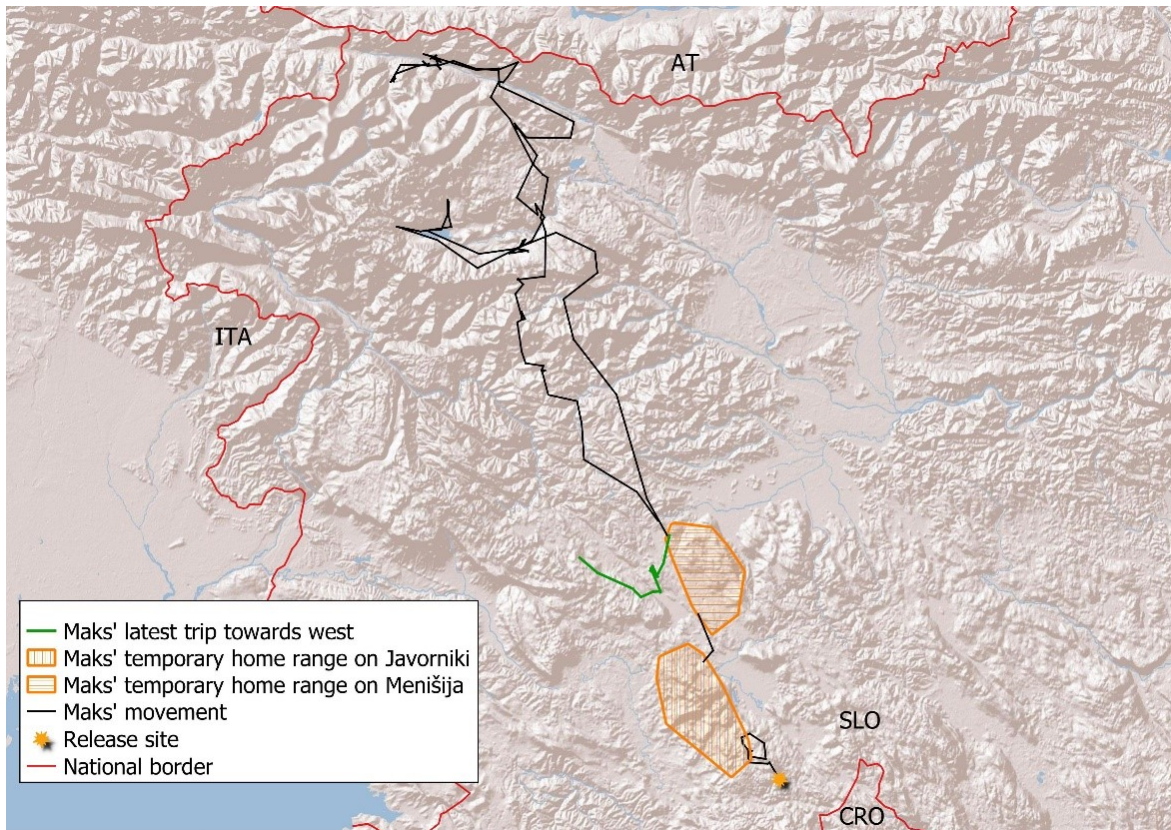 AT
ITA
Maks' latest trip towards west
Maks' temporary home range on Javorniki
Maks' temporary home range on Menišija
Maks' movement
Release site
National border
SLO
CRO